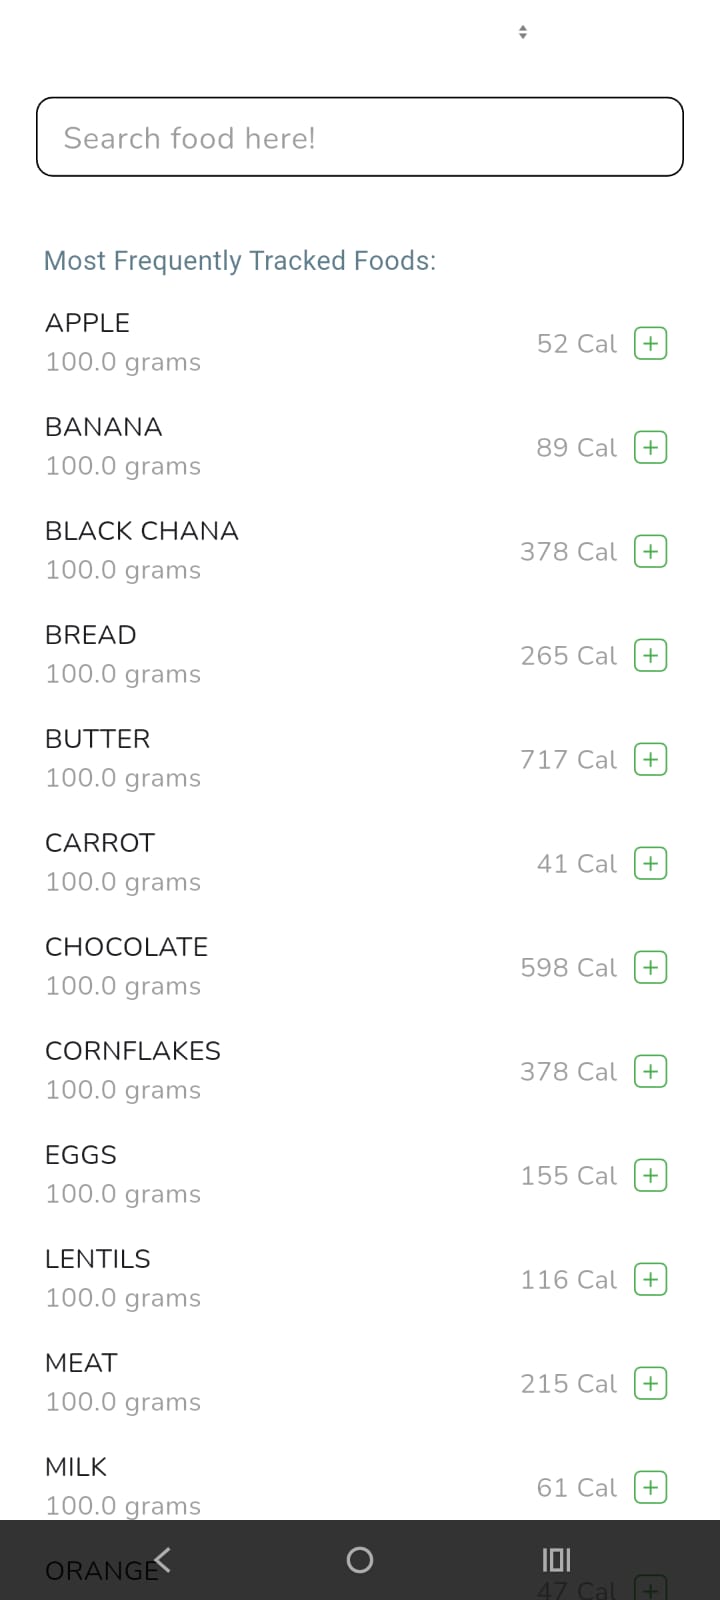 Search food here!
Most Frequently Tracked Foods:
APPLE
100.0 grams
52 Cal
BANANA
100.0 grams
89 Cal
BLACK CHANA
100.0 grams
378 Cal
BREAD
100.0 grams
265 Cal
BUTTER
100.0 grams
717 Cal
CARROT
100.0 grams
41 Cal
CHOCOLATE
100.0 grams
598 Cal
CORNFLAKES
100.0 grams
378 Cal
EGGS
100.0 grams
155 Cal
LENTILS
100.0 grams
116 Cal
MEAT
100.0 grams
215 Cal
MILK
100.0 grams
61 Cal
ORANGE
47 Cal